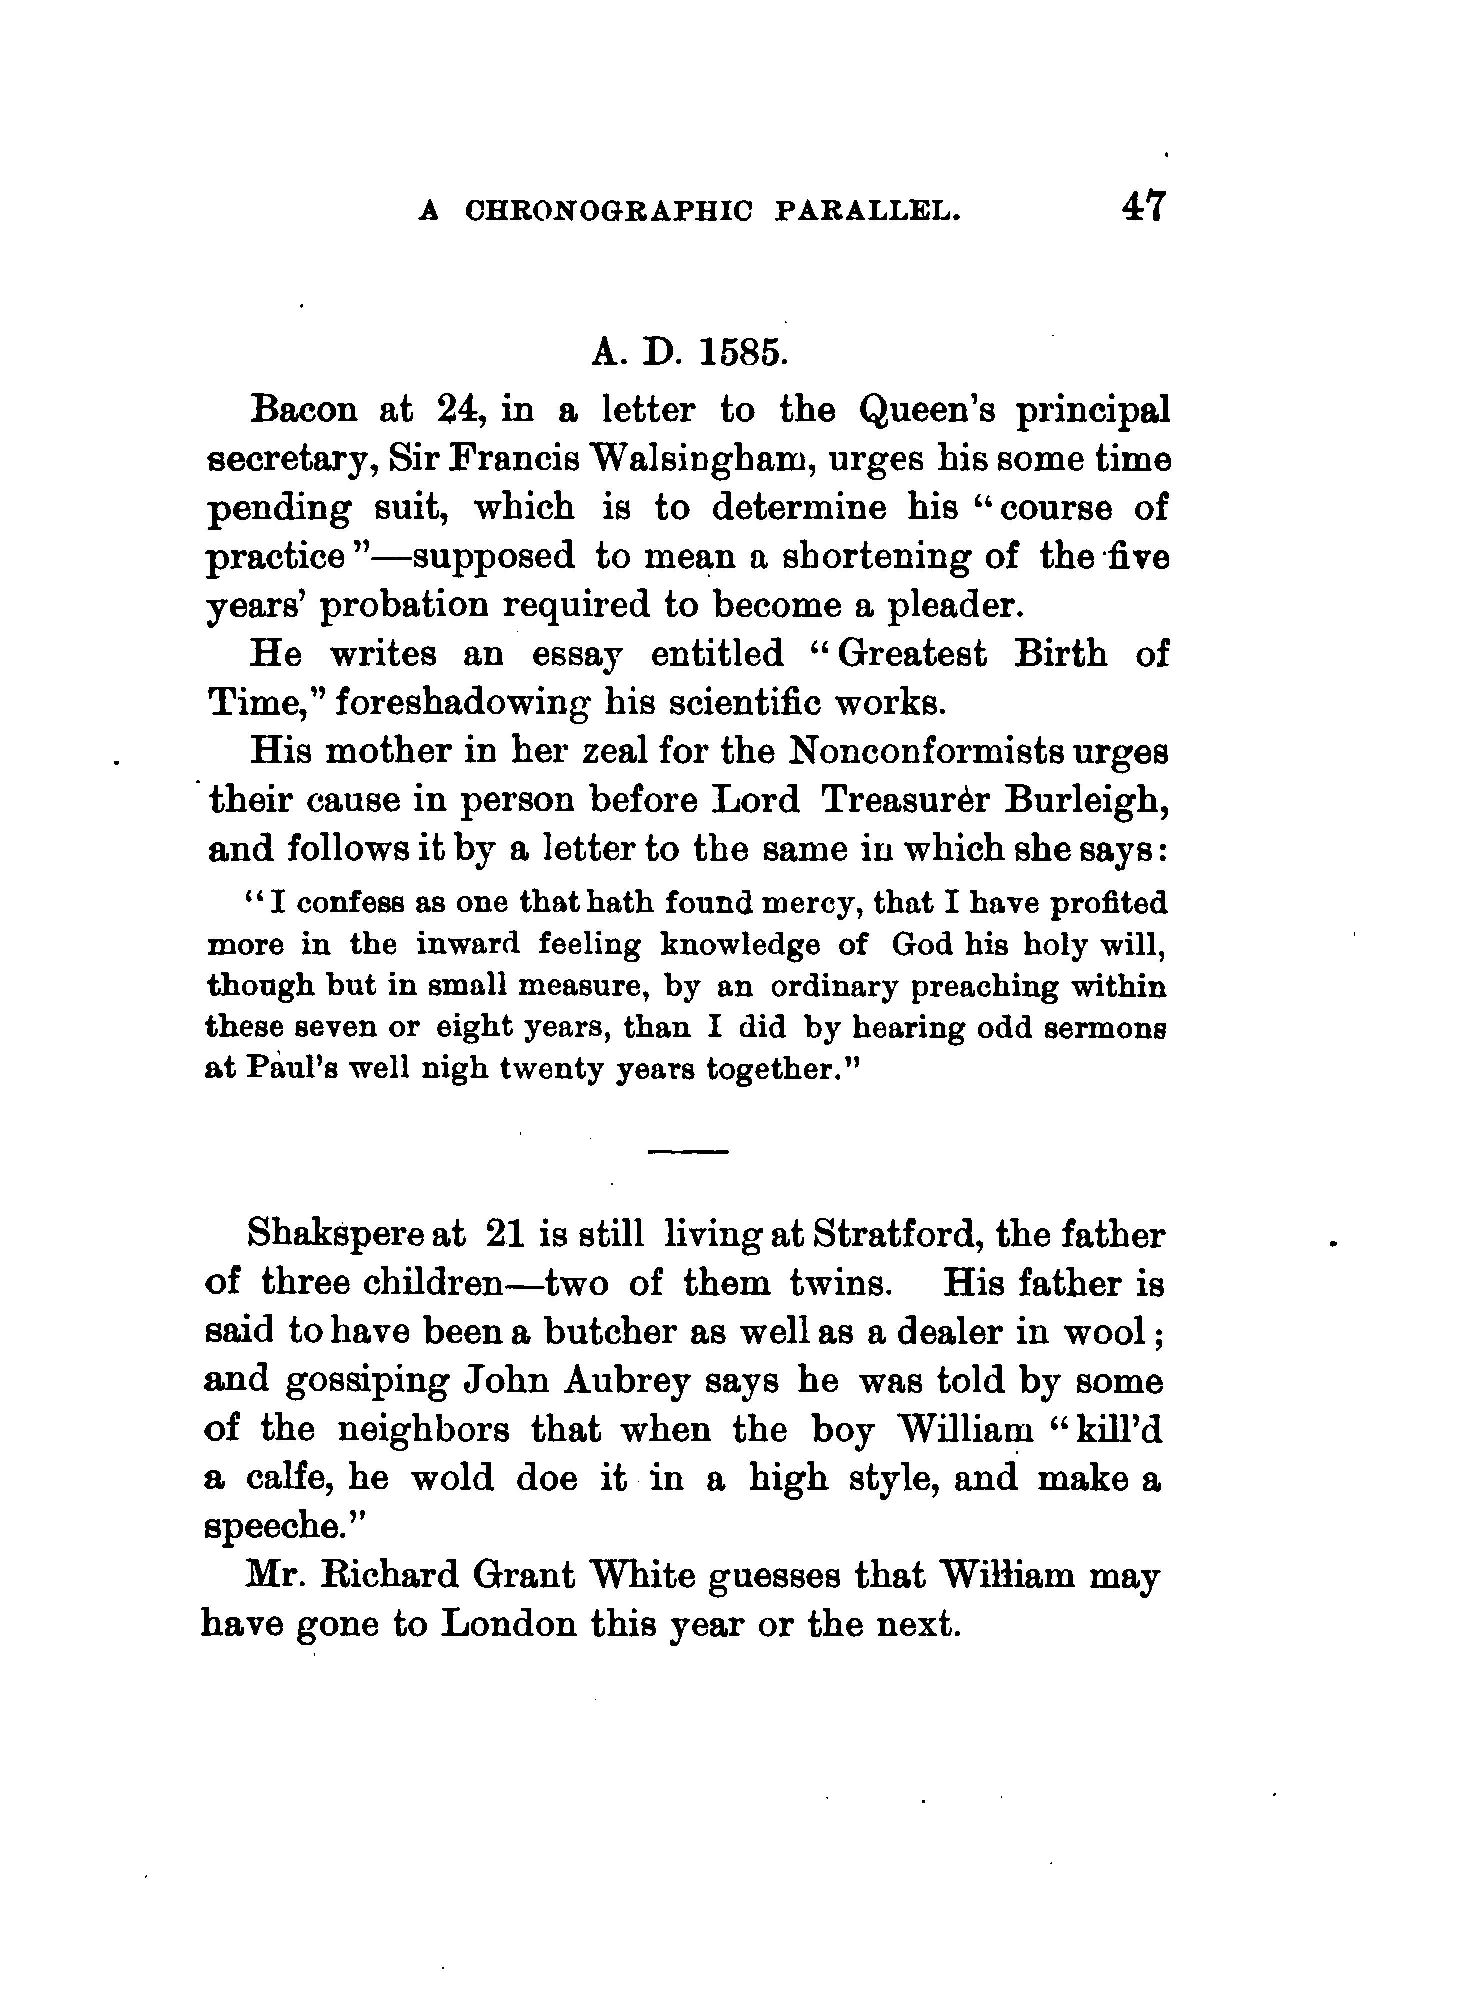 A CHRONOGRAPHIC PARALLEL. 47
A. D. 1585.
Bacon at 24, in a letter to the Queen's principal
secretary, Sir Francis Walsingham, urges his some time
pending suit, which is to determine his "course of
practice"—supposed to mean a shortening of the five
years' probation required to become a pleader.
He writes an essay entitled "Greatest Birth of
Time," foreshadowing his scientific works.
His mother in her zeal for the Nonconformists urges
their cause in person before Lord Treasurer Burleigh,
and follows it by a letter to the same in which she says:
"I confess as one that hath found mercy, that I have profited
more in the inward feeling knowledge of God his holy will,
though but in small measure, by an ordinary preaching within
these seven or eight years, than I did by hearing odd sermons
at Paul's well nigh twenty years together."
Shakspere at 21 is still living at Stratford, the father
of three children—two of them twins. His father is
said to have been a butcher as well as a dealer in wool;
and gossiping John Aubrey says he was told by some
of the neighbors that when the boy William "kill'd
a calfe, he wold doe it in a high style, and make a
speeche."
Mr. Richard Grant White guesses that William may
have gone to London this year or the next.